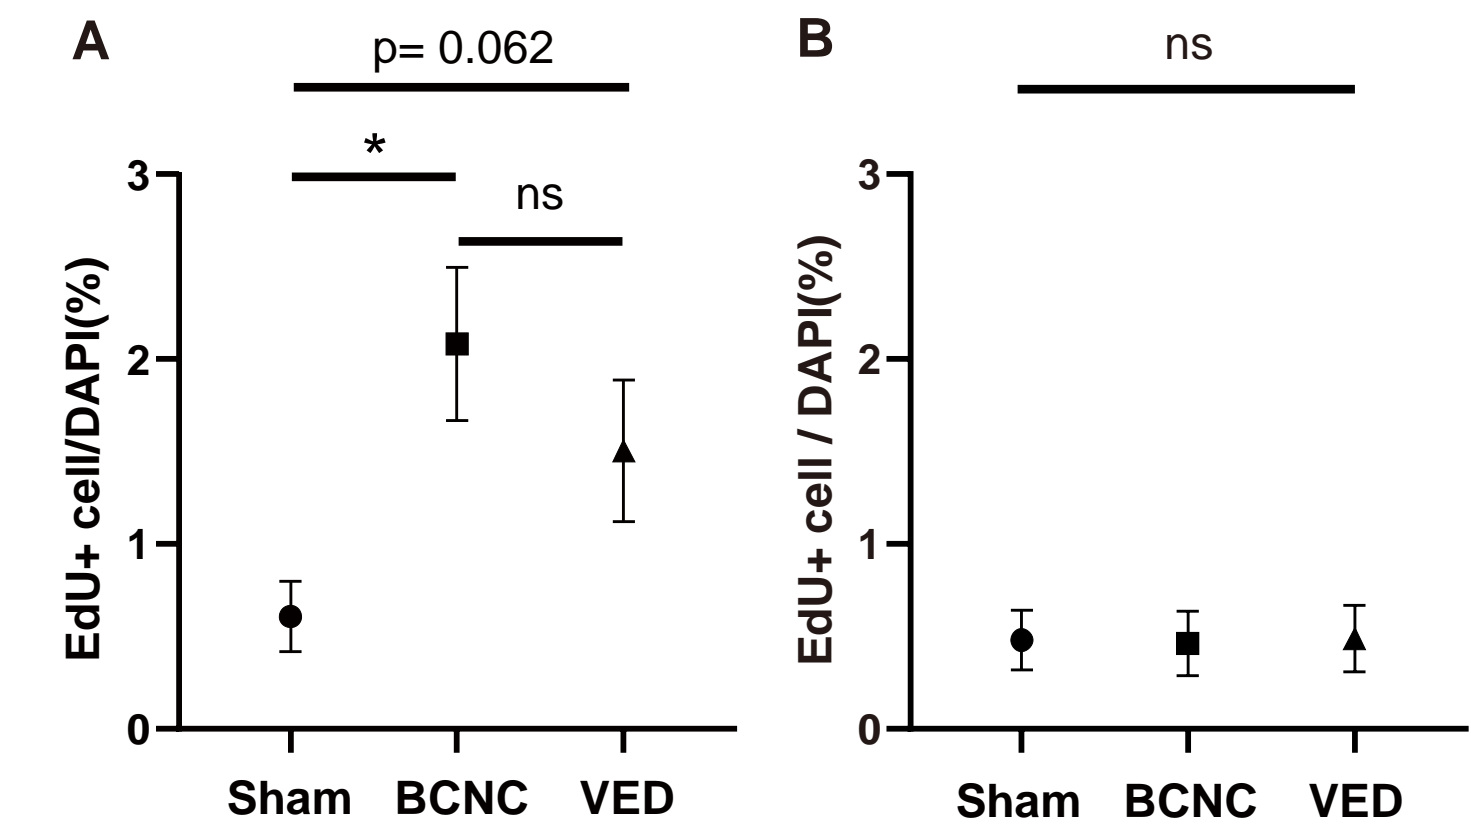 A
p= 0.062
*
ns
3
2
1
0
EdU+ cell/DAPI(%)
Sham BCNC VED
B
ns
3
2
1
0
EdU+ cell / DAPI(%)
Sham BCNC VED